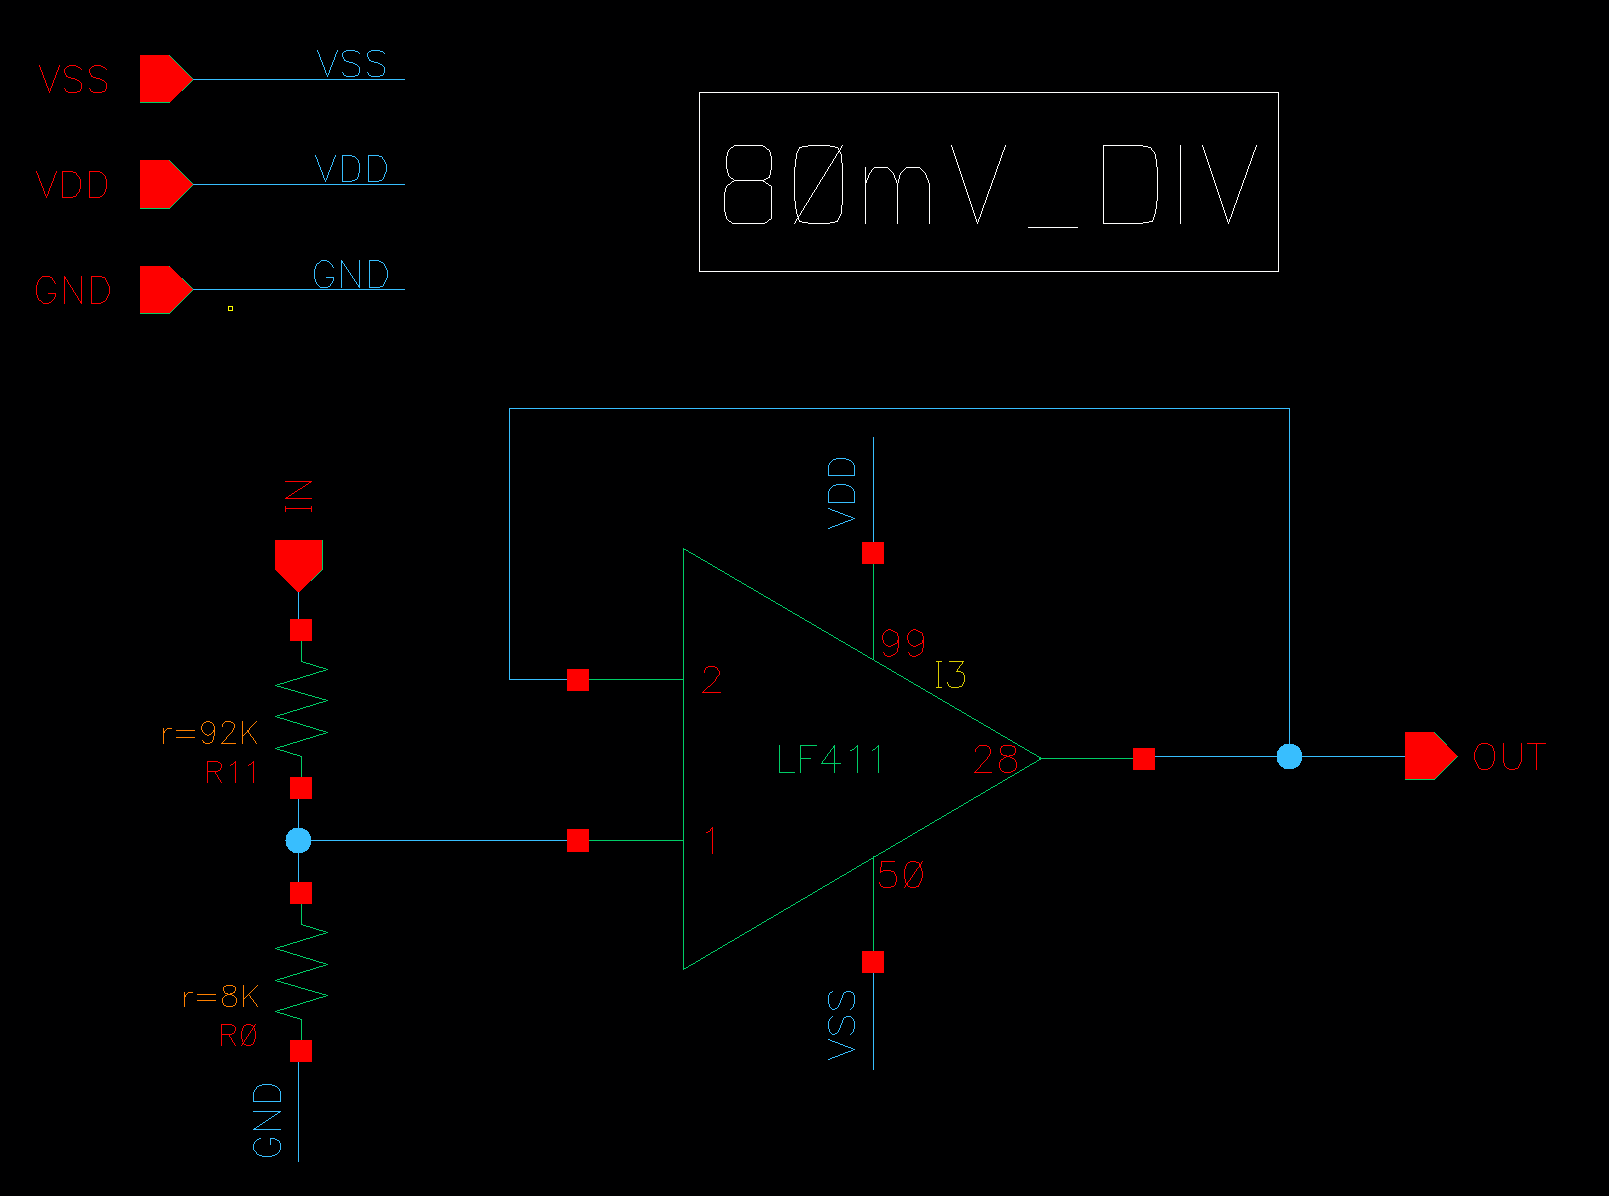 VSS VSS
80mV_DIV
VDD VDD
GND GND
IN
VDD
99
I3
2
r=92K
R11
LF411
28
OUT
1
50
r=8K
R0
VSS
GND